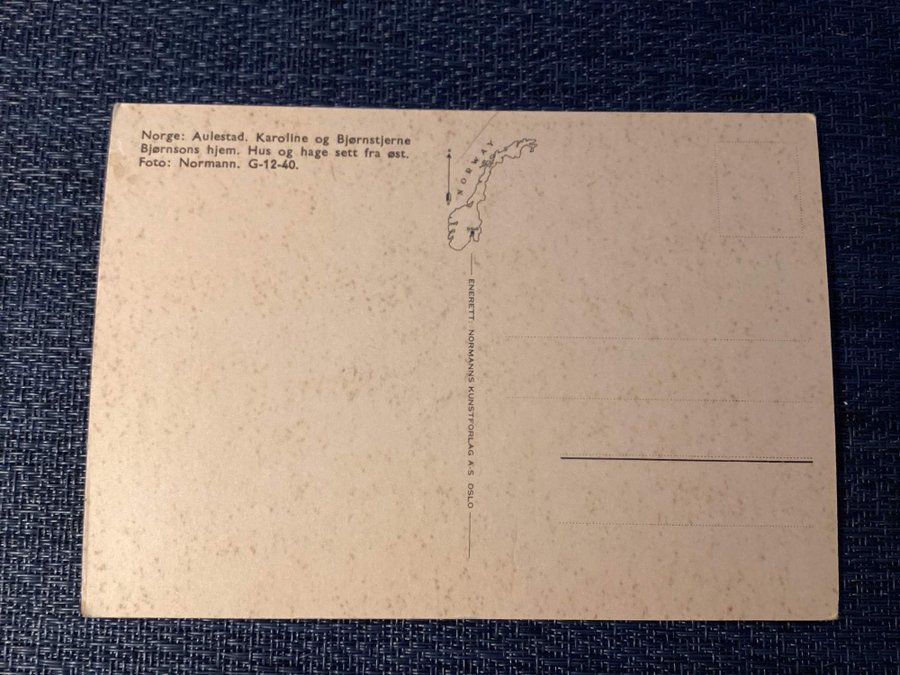 Norge: Aulestad. Karoline og Bjørnstjerne
Bjørnsons hjem. Hus og hage sett fra øst.
Foto: Normann. G-12-40.
NORWAY
ENERETT: NORMANNS KUNSTFORLAG A·S OSLO